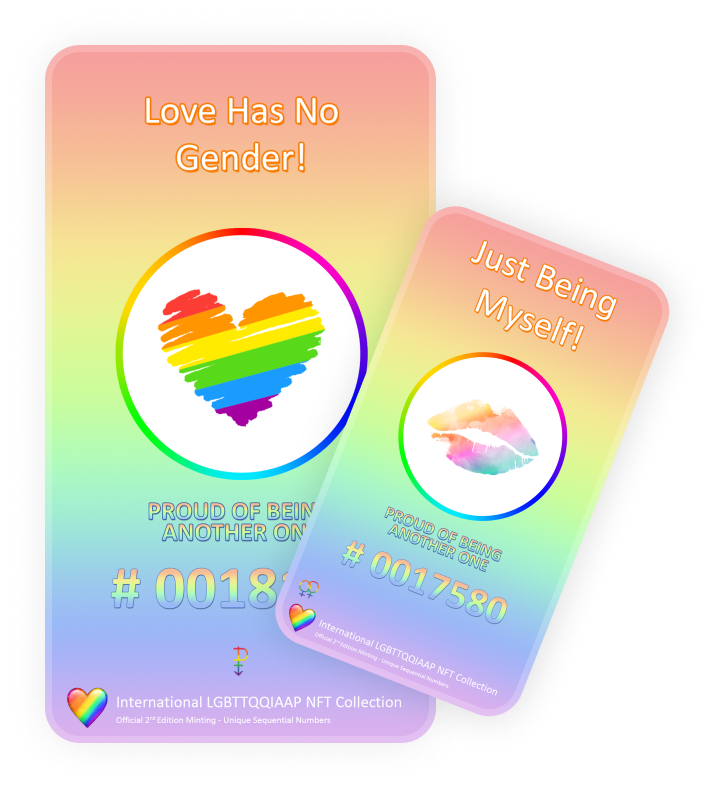 Love Has No
Gender!
PROUD OF BEIN
ANOTHER ON
# 0018
International LGBTTQQIAAP NFT Collection
Official 2nd Edition Minting - Unique Sequential Numbers
Just Being
Myself!
PROUD OF BEING
ANOTHER ONE
# 0017580
International LGBTTQQIAAP NFT Collection
Official 2nd Edition Minting - Unique Sequential Numbers